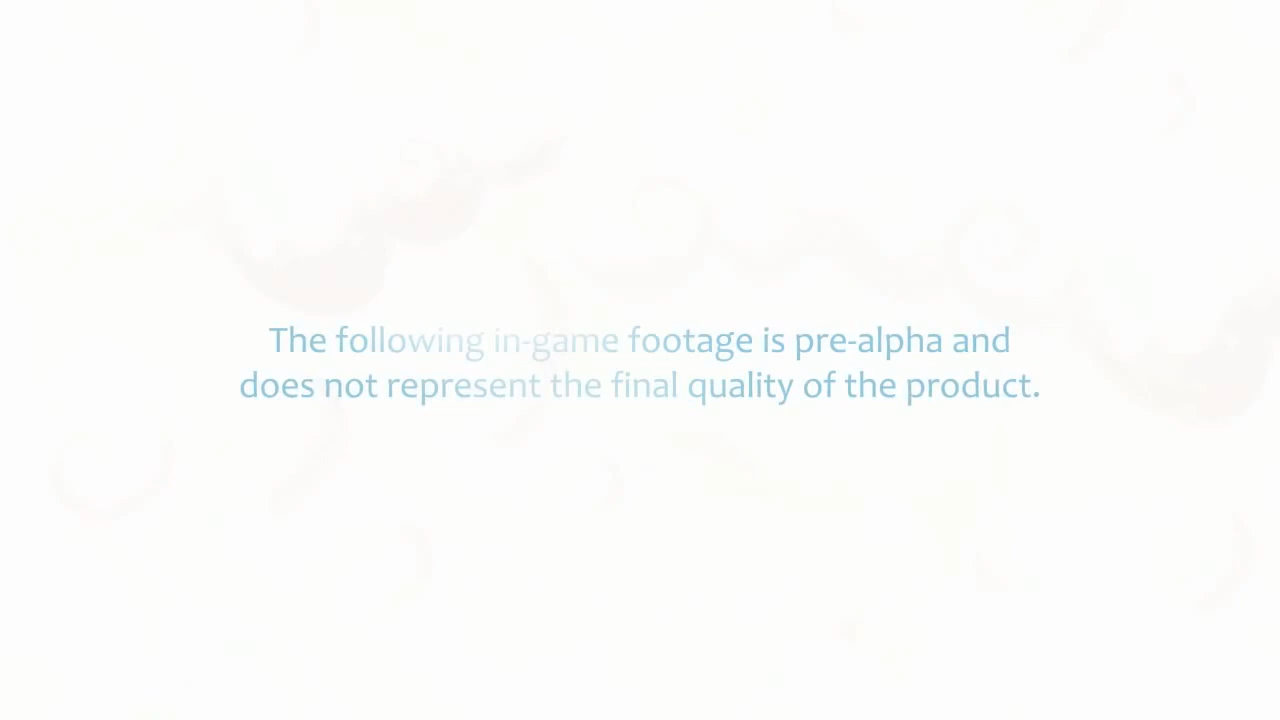 The following in-game footage is pre-alpha and
does not represent the final quality of the product.